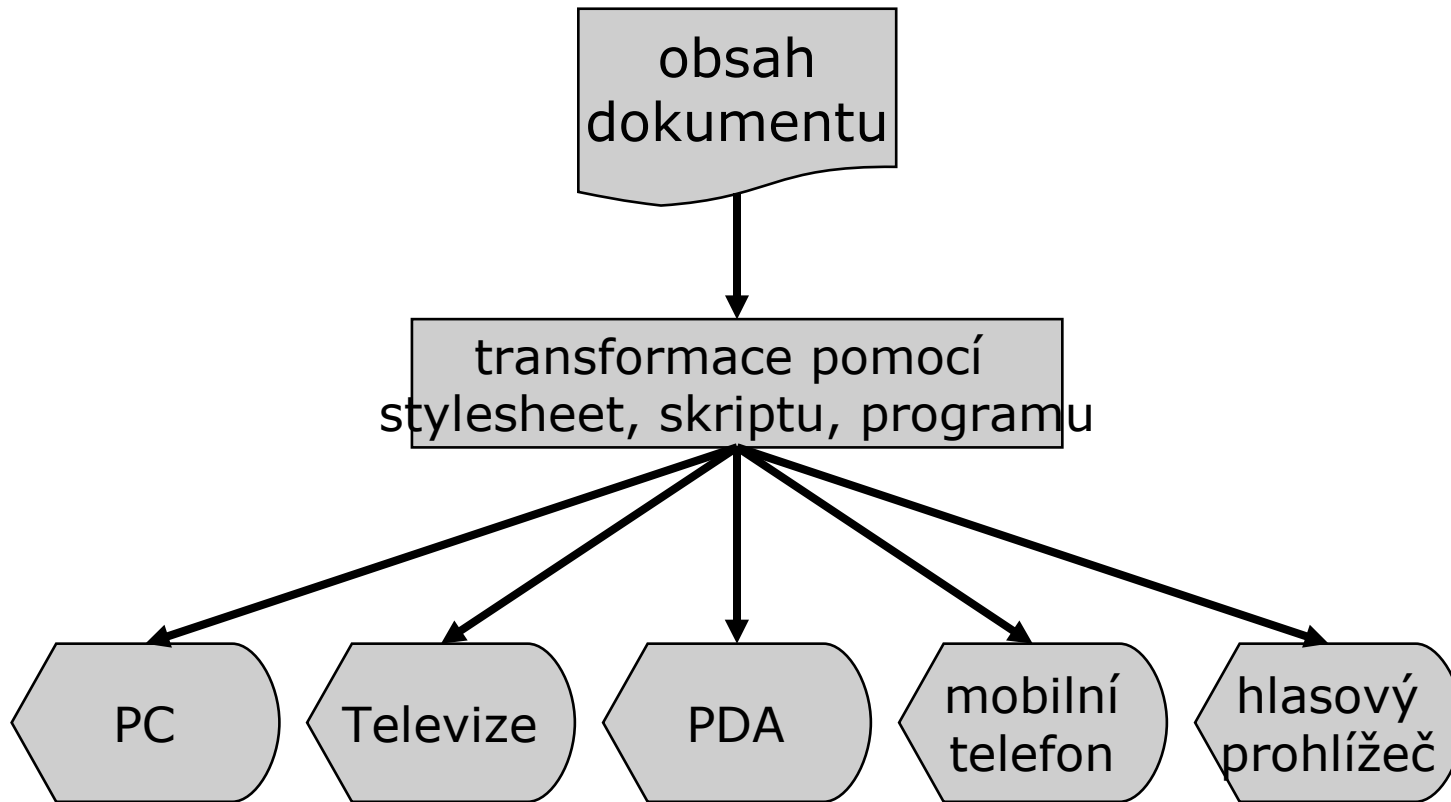 obsah
dokumentu
transformace pomocí
stylesheet, skriptu, programu
PC
Televize
PDA
mobilní
telefon
hlasový
prohlížeč